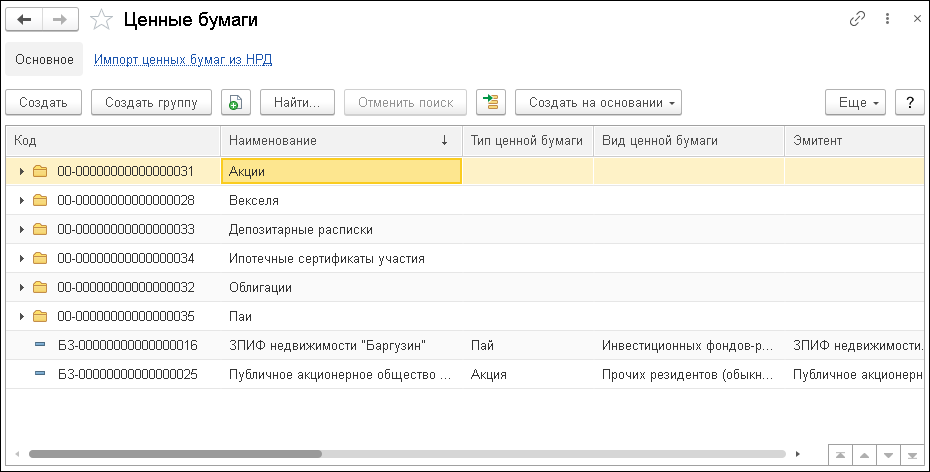 Ценные бумаги
Основное Импорт ценных бумаг из НРД
Создать Создать группу Найти... Отменить поиск Создать на основании Еще ?
Код Наименование ↓ Тип ценной бумаги Вид ценной бумаги Эмитент
00-00000000000000031 Акции
00-00000000000000028 Векселя
00-00000000000000033 Депозитарные расписки
00-00000000000000034 Ипотечные сертификаты участия
00-00000000000000032 Облигации
00-00000000000000035 Паи
БЗ-00000000000000016 ЗПИФ недвижимости "Баргузин" Пай Инвестиционных фондов-р... ЗПИФ недвижимости.
БЗ-00000000000000025 Публичное акционерное общество ... Акция Прочих резидентов (обыкн... Публичное акционерн